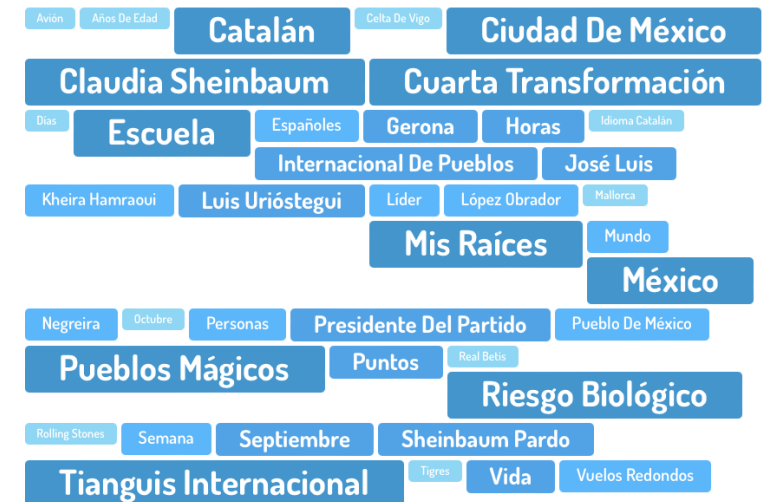 Avión Años De Edad Catalán Celta De Vigo Ciudad De México
Claudia Sheinbaum Cuarta Transformación
Días Escuela Españoles Gerona Horas Idioma Catalán
Internacional De Pueblos José Luis
Kheira Hamraoui Luis Urióstegui Líder López Obrador Mallorca
Mis Raíces Mundo
México
Negreira Octubre Personas Presidente Del Partido Pueblo De México
Pueblos Mágicos Puntos Real Betis
Riesgo Biológico
Rolling Stones Semana Septiembre Sheinbaum Pardo
Tianguis Internacional Tigres Vida Vuelos Redondos